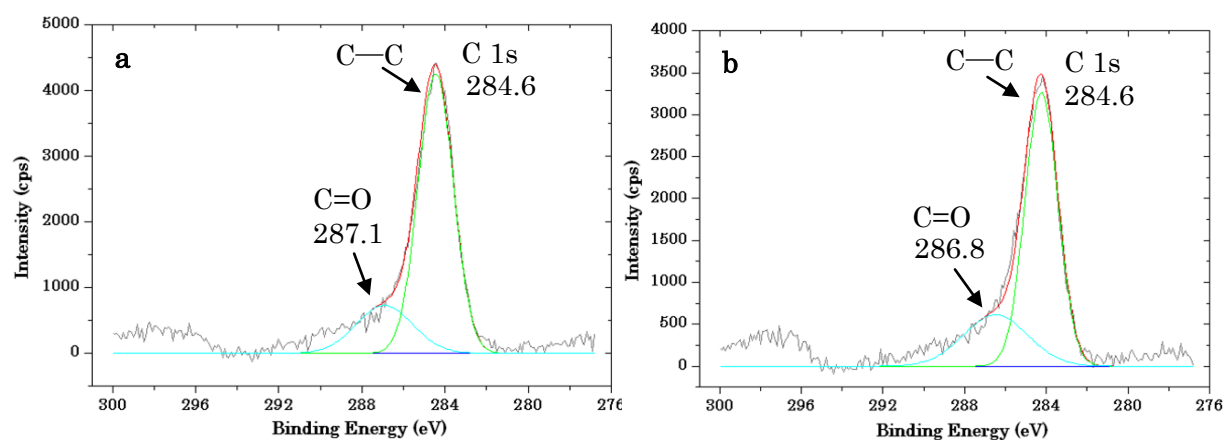 a
C—C
C 1s
284.6
C=O
287.1
Intensity (cps)
5000
4000
3000
2000
1000
0
300 296 292 288 284 280 276
Binding Energy (eV)
b
C—C
C 1s
284.6
C=O
286.8
Intensity (cps)
4000
3500
3000
2500
2000
1500
1000
500
0
300 296 292 288 284 280 276
Binding Energy (eV)